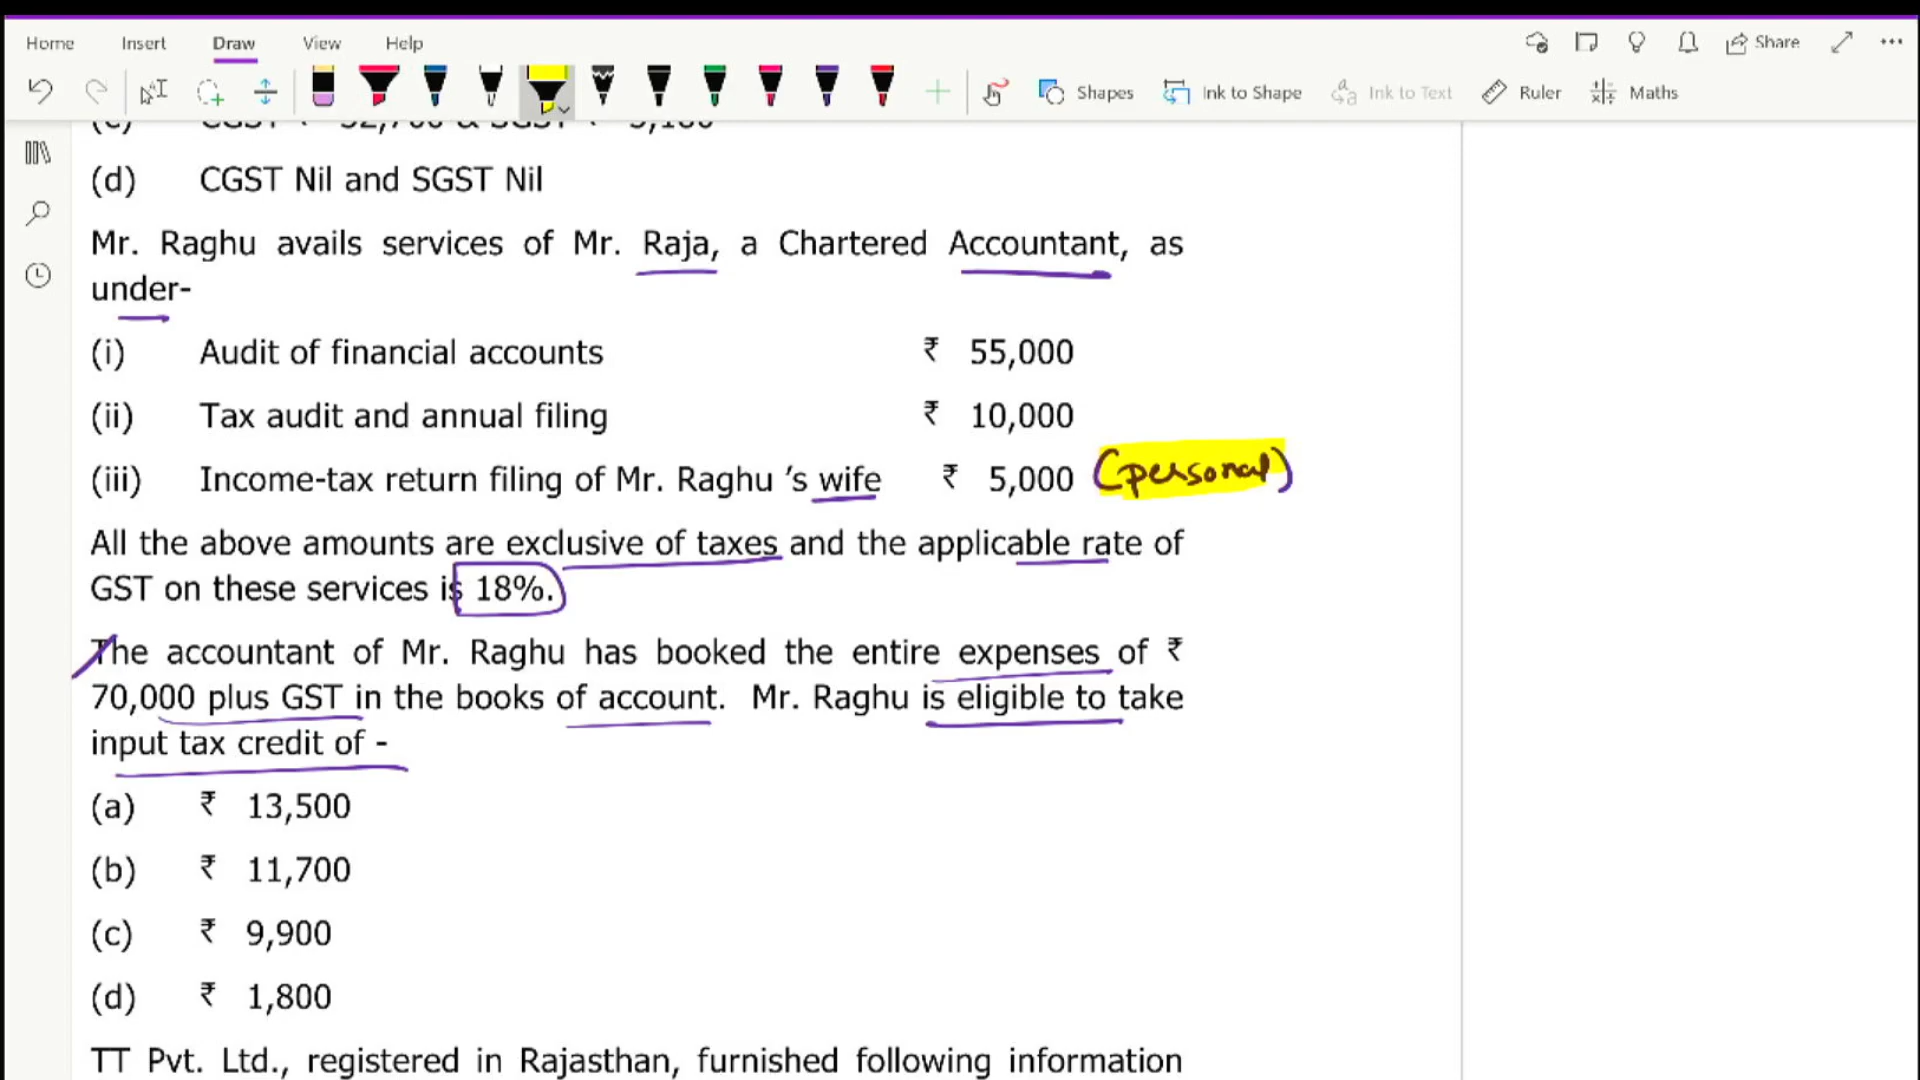 Home Insert Draw View Help Share
Shapes Ink to Shape Ink to Text Ruler Maths
(d) CGST Nil and SGST Nil
Mr. Raghu avails services of Mr. Raja, a Chartered Accountant, as
under-
(i) Audit of financial accounts ₹ 55,000
(ii) Tax audit and annual filing ₹ 10,000
(iii) Income-tax return filing of Mr. Raghu 's wife ₹ 5,000 (personal)
All the above amounts are exclusive of taxes and the applicable rate of
GST on these services is 18%.
The accountant of Mr. Raghu has booked the entire expenses of ₹
70,000 plus GST in the books of account. Mr. Raghu is eligible to take
input tax credit of -
(a) ₹ 13,500
(b) ₹ 11,700
(c) ₹ 9,900
(d) ₹ 1,800
TT Pvt. Ltd., registered in Rajasthan, furnished following information